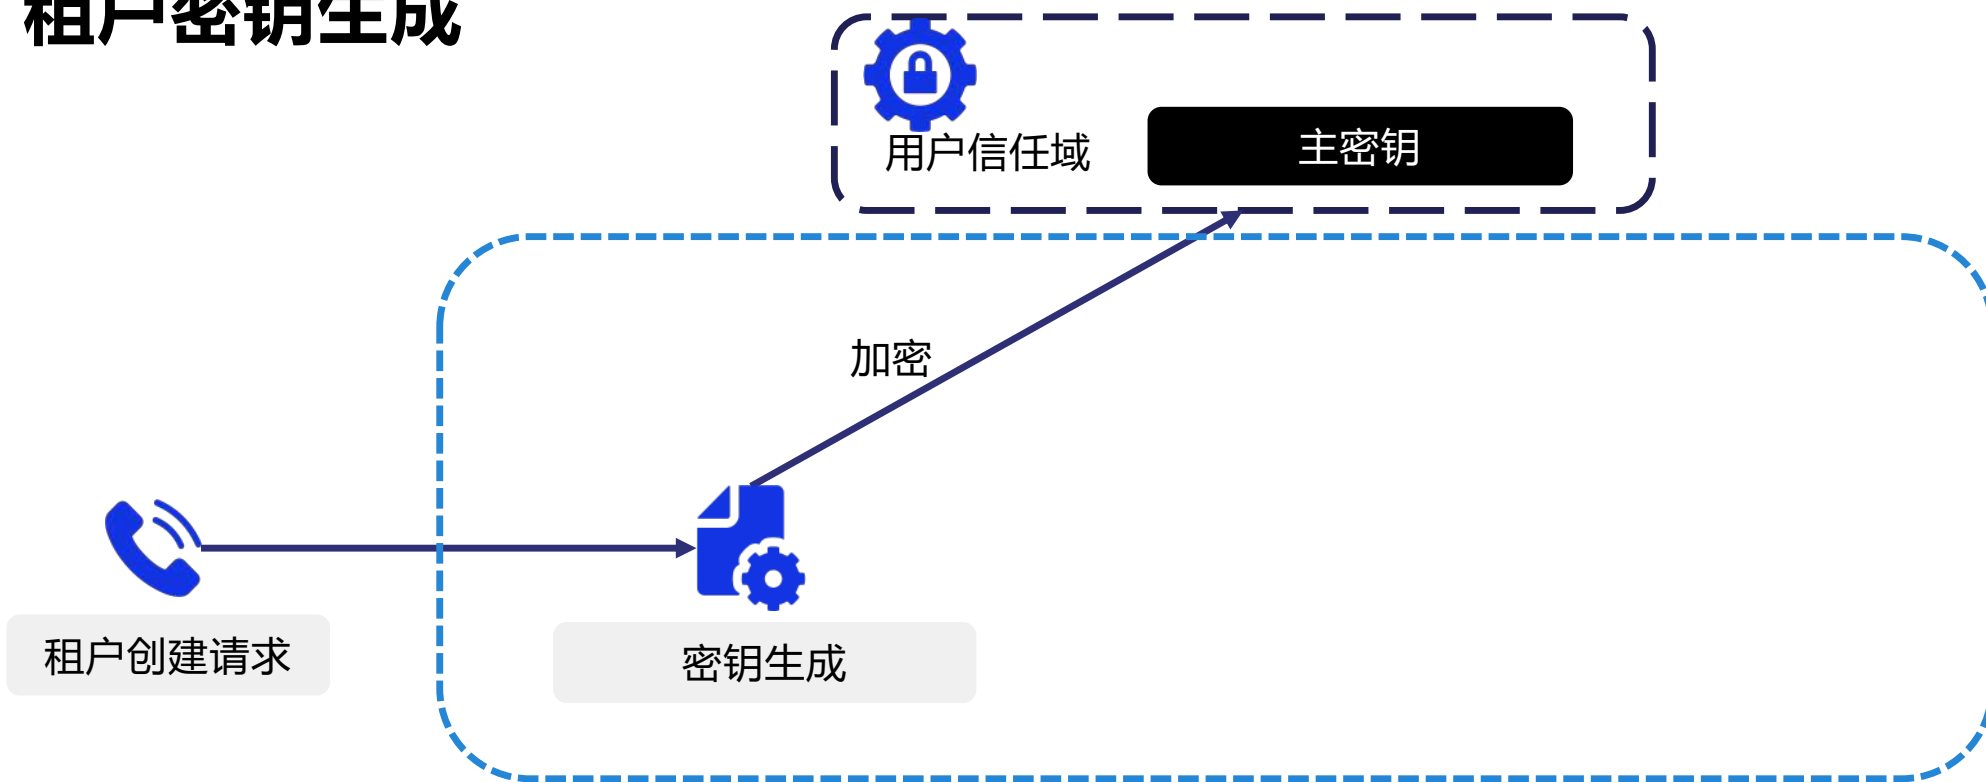 租户密钥生成
用户信任域
主密钥
加密
租户创建请求
密钥生成